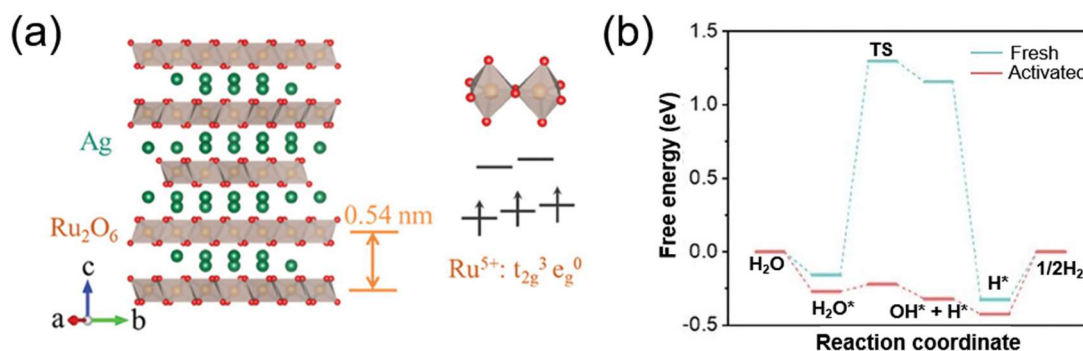 (a)
Ag
Ru₂O₆
0.54 nm
c
a
b
Ru⁵⁺: t₂g³ eg⁰
(b)
Free energy (eV)
1.5
1.0
0.5
0.0
-0.5
Fresh
Activated
TS
H₂O
H₂O*
OH* + H*
H*
1/2H₂
Reaction coordinate